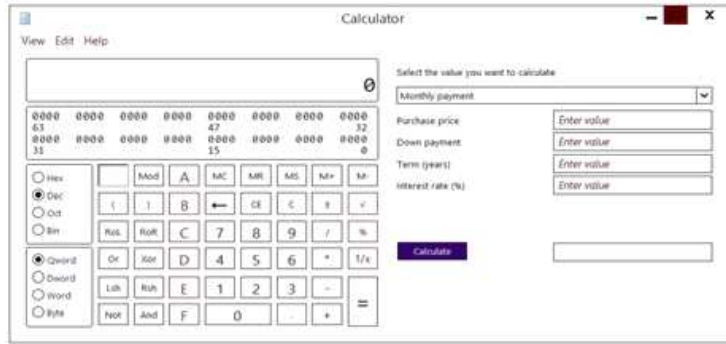 Calculator
View Edit Help
0
0000 0000 0000 0000 0000 0000 0000 0000
63 47 32
0000 0000 0000 0000 0000 0000 0000 0000
31 15 0
Hex
Dec
Oct
Bin
Qword
Dword
Word
Byte
Mod A MC MR MS M+ M-
( ) B ← CE C ± √
RoL RoR C 7 8 9 / %
Or Xor D 4 5 6 * 1/x
Lsh Rsh E 1 2 3 - =
Not And F 0 . +
Select the value you want to calculate
Monthly payment
Purchase price Enter value
Down payment Enter value
Term (years) Enter value
Interest rate (%) Enter value
Calculate